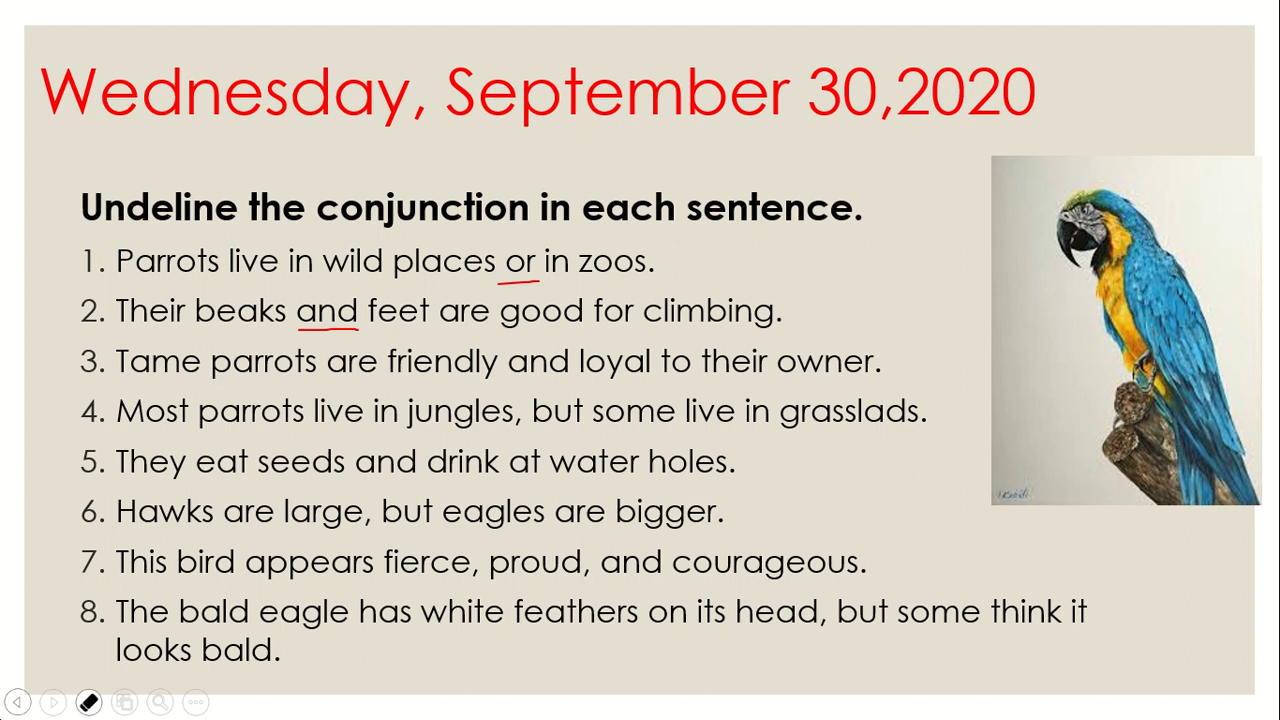 Wednesday, September 30,2020
Undeline the conjunction in each sentence.
1. Parrots live in wild places or in zoos.
2. Their beaks and feet are good for climbing.
3. Tame parrots are friendly and loyal to their owner.
4. Most parrots live in jungles, but some live in grasslads.
5. They eat seeds and drink at water holes.
6. Hawks are large, but eagles are bigger.
7. This bird appears fierce, proud, and courageous.
8. The bald eagle has white feathers on its head, but some think it
looks bald.